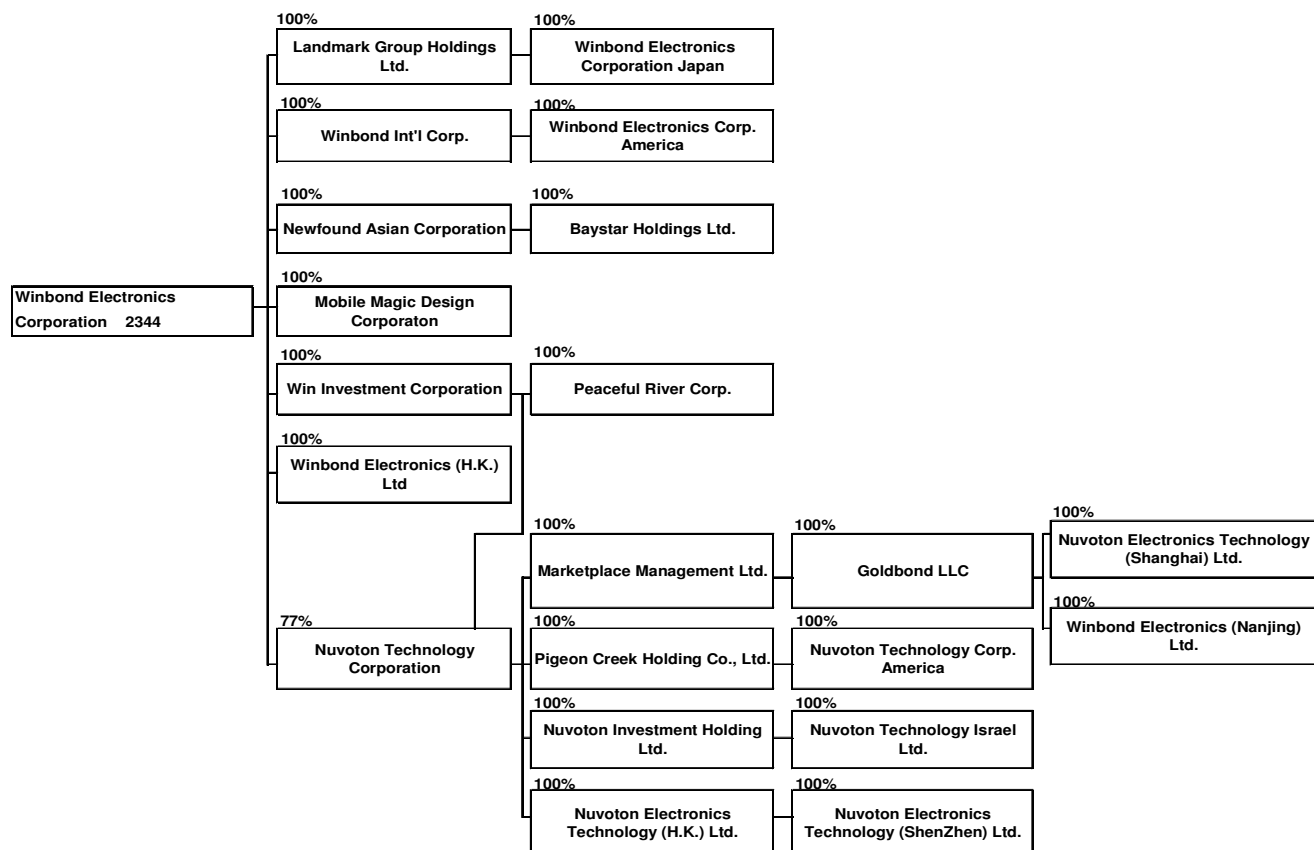 100%
Landmark Group Holdings
Ltd.
100%
Winbond Electronics
Corporation Japan
100%
Winbond Int'l Corp.
100%
Winbond Electronics Corp.
America
100%
Newfound Asian Corporation
100%
Baystar Holdings Ltd.
Winbond Electronics
Corporation 2344
100%
Mobile Magic Design
Corporaton
100%
Win Investment Corporation
100%
Peaceful River Corp.
100%
Winbond Electronics (H.K.)
Ltd
100%
Marketplace Management Ltd.
100%
Goldbond LLC
100%
Nuvoton Electronics Technology
(Shanghai) Ltd.
100%
Winbond Electronics (Nanjing)
Ltd.
77%
Nuvoton Technology
Corporation
100%
Pigeon Creek Holding Co., Ltd.
100%
Nuvoton Technology Corp.
America
100%
Nuvoton Investment Holding
Ltd.
100%
Nuvoton Technology Israel
Ltd.
100%
Nuvoton Electronics
Technology (H.K.) Ltd.
100%
Nuvoton Electronics
Technology (ShenZhen) Ltd.